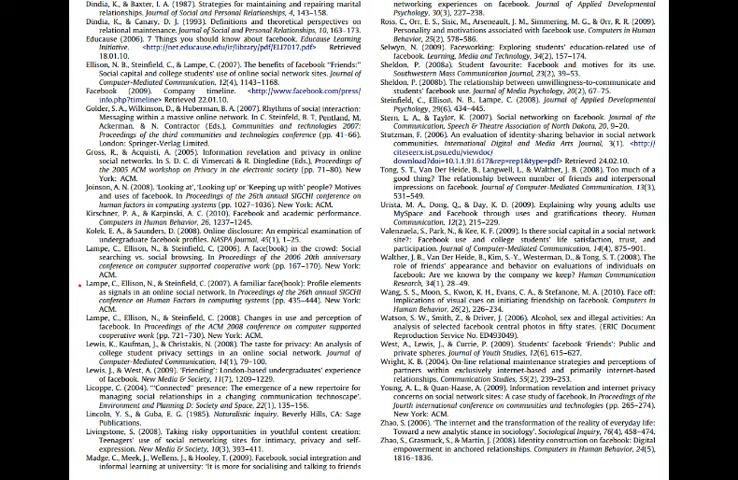 Dindia, K., & Baxter, L. A. (1987). Strategies for maintaining and repairing marital
relationships. Journal of Social and Personal Relationships, 4, 143–158.
Dindia, K., & Canary, D. J. (1993). Definitions and theoretical perspectives on
relational maintenance. Journal of Social and Personal Relationships, 10, 163–173.
Educause (2006). 7 Things you should know about facebook. Educause Learning
Initiative. <http://net.educause.edu/ir/library/pdf/ELI7017.pdf> Retrieved
18.01.10.
Ellison, N. B., Steinfield, C., & Lampe, C. (2007). The benefits of facebook "Friends:"
Social capital and college students' use of online social network sites. Journal of
Computer-Mediated Communication, 12(4), 1143–1168.
Facebook (2009). Company timeline. <http://www.facebook.com/press/
info.php?timeline> Retrieved 22.01.10.
Golder, S. A., Wilkinson, D., & Huberman, B. A. (2007). Rhythms of social interaction:
Messaging within a massive online network. In C. Steinfield, B. T. Pentland, M.
Ackerman, & N. Contractor (Eds.), Communities and technologies 2007:
Proceedings of the third communities and technologies conference (pp. 41–66).
London: Springer-Verlag Limited.
Gross, R., & Acquisti, A. (2005). Information revelation and privacy in online
social networks. In S. D. C. di Vimercati & R. Dingledine (Eds.), Proceedings of
the 2005 ACM workshop on Privacy in the electronic society (pp. 71–80). New
York: ACM.
Joinson, A. N. (2008). 'Looking at', 'Looking up' or 'Keeping up with' people? Motives
and uses of facebook. In Proceedings of the 26th annual SIGCHI conference on
human factors in computing systems (pp. 1027–1036). New York: ACM.
Kirschner, P. A., & Karpinski, A. C. (2010). Facebook and academic performance.
Computers in Human Behavior, 26, 1237–1245.
Kolek, E. A., & Saunders, D. (2008). Online disclosure: An empirical examination of
undergraduate facebook profiles. NASPA Journal, 45(1), 1–25.
Lampe, C., Ellison, N., & Steinfield, C. (2006). A face(book) in the crowd: Social
searching vs. social browsing. In Proceedings of the 2006 20th anniversary
conference on computer supported cooperative work (pp. 167–170). New York:
ACM.
Lampe, C., Ellison, N., & Steinfield, C. (2007). A familiar face(book): Profile elements
as signals in an online social network. In Proceedings of the 26th annual SIGCHI
conference on Human Factors in computing systems (pp. 435–444). New York:
ACM.
Lampe, C., Ellison, N., & Steinfield, C. (2008). Changes in use and perception of
facebook. In Proceedings of the ACM 2008 conference on computer supported
cooperative work (pp. 721–730). New York: ACM.
Lewis, K., Kaufman, J., & Christakis, N. (2008). The taste for privacy: An analysis of
college student privacy settings in an online social network. Journal of
Computer-Mediated Communication, 14(1), 79–100.
Lewis, J., & West, A. (2009). 'Friending': London-based undergraduates' experience
of facebook. New Media & Society, 11(7), 1209–1229.
Licoppe, C. (2004). "'Connected' presence: The emergence of a new repertoire for
managing social relationships in a changing communication technoscape".
Environment and Planning D: Society and Space, 22(1), 135–156.
Lincoln, Y. S., & Guba, E. G. (1985). Naturalistic inquiry. Beverly Hills, CA: Sage
Publications.
Livingstone, S. (2008). Taking risky opportunities in youthful content creation:
Teenagers' use of social networking sites for intimacy, privacy and self-
expression. New Media & Society, 10(3), 393–411.
Madge, C., Meek, J., Wellens, J., & Hooley, T. (2009). Facebook, social integration and
informal learning at university: 'It is more for socialising and talking to friends
networking experiences on facebook. Journal of Applied Developmental
Psychology, 30(3), 227–238.
Ross, C., Orr, E. S., Sisic, M., Arseneault, J. M., Simmering, M. G., & Orr, R. R. (2009).
Personality and motivations associated with facebook use. Computers in Human
Behavior, 25(2), 578–586.
Selwyn, N. (2009). Faceworking: Exploring students' education-related use of
facebook. Learning, Media and Technology, 34(2), 157–174.
Sheldon, P. (2008a). Student favourite: Facebook and motives for its use.
Southwestern Mass Communication Journal, 23(2), 39–53.
Sheldon, P. (2008b) The relationship between unwillingness-to-communicate and
students' facebook use. Journal of Media Psychology, 20(2), 67–75.
Steinfield, C., Ellison, N. B., Lampe, C. (2008). Journal of Applied Developmental
Psychology, 29(6), 434–445.
Stern, L. A., & Taylor, K. (2007). Social networking on facebook. Journal of the
Communication, Speech & Theatre Association of North Dakota, 20, 9–20.
Stutzman, F. (2006). An evaluation of identity-sharing behavior in social network
communities. International Digital and Media Arts Journal, 3(1). <http://
citeseerx.ist.psu.edu/viewdoc/
download?doi=10.1.1.91.617&rep=rep1&type=pdf> Retrieved 24.02.10.
Tong, S. T., Van Der Heide, B., Langwell, L., & Walther, J. B. (2008). Too much of a
good thing? The relationship between number of friends and interpersonal
impressions on facebook. Journal of Computer-Mediated Communication, 13(3),
531–549.
Urista, M. A., Dong, Q., & Day, K. D. (2009). Explaining why young adults use
MySpace and Facebook through uses and gratifications theory. Human
Communication, 12(2), 215–229.
Valenzuela, S., Park, N., & Kee, K. F. (2009). Is there social capital in a social network
site?: Facebook use and college students' life satisfaction, trust, and
participation. Journal of Computer-Mediated Communication, 14(4), 875–901.
Walther, J. B., Van Der Heide, B., Kim, S.-Y., Westerman, D., & Tong, S. T. (2008). The
role of friends' appearance and behavior on evaluations of individuals on
facebook: Are we known by the company we keep? Human Communication
Research, 34(1), 28–49.
Wang, S. S., Moon, S., Kwon, K. H., Evans, C. A., & Stefanone, M. A. (2010). Face off:
Implications of visual cues on initiating friendship on facebook. Computers in
Human Behavior, 26(2), 226–234.
Watson, S. W., Smith, Z., & Driver, J. (2006). Alcohol, sex and illegal activities: An
analysis of selected facebook central photos in fifty states. (ERIC Document
Reproduction Service No. ED493049).
West, A., Lewis, J., & Currie, P. (2009). Students' Facebook 'Friends': Public and
private spheres. Journal of Youth Studies, 12(6), 615–627.
Wright, K. B. (2004). On-line relational maintenance strategies and perceptions of
partners within exclusively internet-based and primarily internet-based
relationships. Communication Studies, 55(2), 239–253.
Young, A. L., & Quan-Haase, A. (2009). Information revelation and internet privacy
concerns on social network sites: A case study of facebook. In Proceedings of the
fourth international conference on communities and technologies (pp. 265–274).
New York: ACM.
Zhao, S. (2006). 'The internet and the transformation of the reality of everyday life:
Toward a new analytic stance in sociology'. Sociological Inquiry, 76(4), 458–474.
Zhao, S., Grasmuck, S., & Martin, J. (2008). Identity construction on facebook: Digital
empowerment in anchored relationships. Computers in Human Behavior, 24(5),
1816–1836.